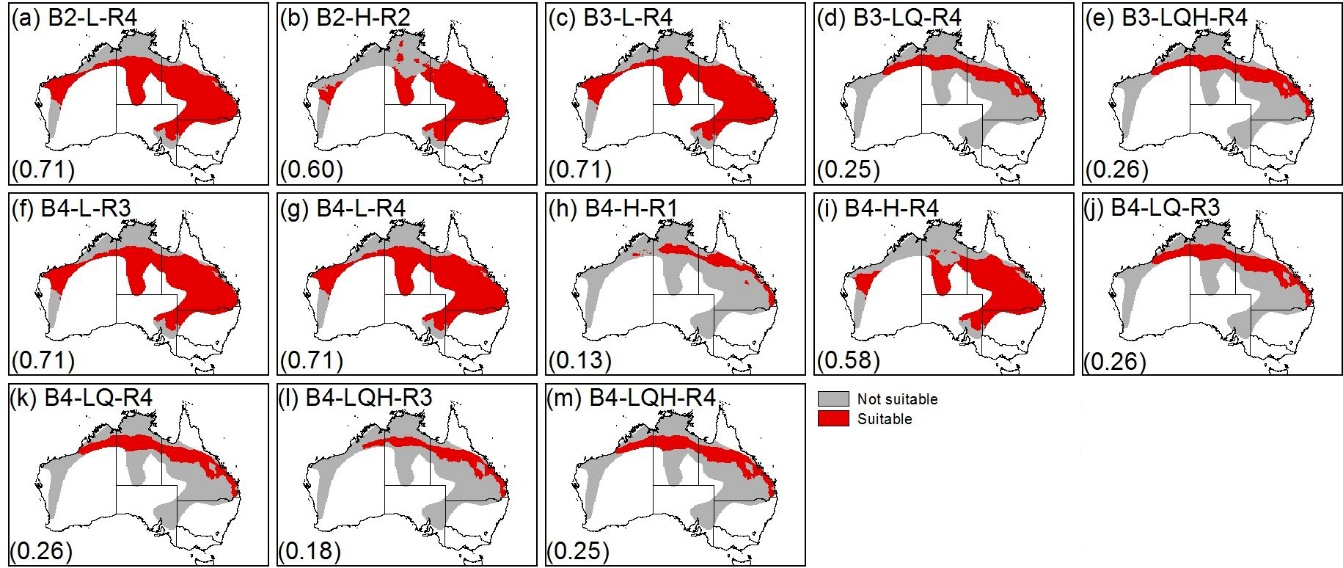 (a) B2-L-R4
(0.71)
(b) B2-H-R2
(0.60)
(c) B3-L-R4
(0.71)
(d) B3-LQ-R4
(0.25)
(e) B3-LQH-R4
(0.26)
(f) B4-L-R3
(0.71)
(g) B4-L-R4
(0.71)
(h) B4-H-R1
(0.13)
(i) B4-H-R4
(0.58)
(j) B4-LQ-R3
(0.26)
(k) B4-LQ-R4
(0.26)
(l) B4-LQH-R3
(0.18)
(m) B4-LQH-R4
(0.25)
Not suitable
Suitable